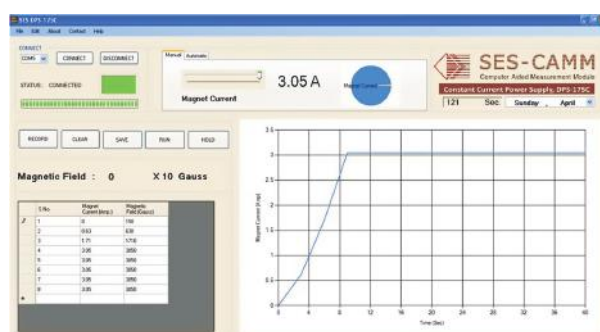 SES DPS-175C
File Edit About Contact Help
CONNECT
COM5 CONNECT DISCONNECT
STATUS: CONNECTED
Manual Automatic
3.05 A
Magnet Current
Magnet Current
SES-CAMM
Computer Aided Measurement Module
Constant Current Power Supply, DPS-175C
121 Sec. Sunday , April
RECORD CLEAR SAVE RUN HOLD
Magnetic Field : 0 X 10 Gauss
S.No. Magnet Current (Amp.) Magnetic Field (Gauss)
1 0
2 0.63 630
3 1.71 1710
4 3.05 3050
5 3.05 3050
6 3.05 3050
7 3.05 3050
8 3.05 3050
Magnet Current (Amp)
3.5
3
2.5
2
1.5
1
0.5
0
0 4 8 12 16 20 24 28 32 36 40
Time (Sec)